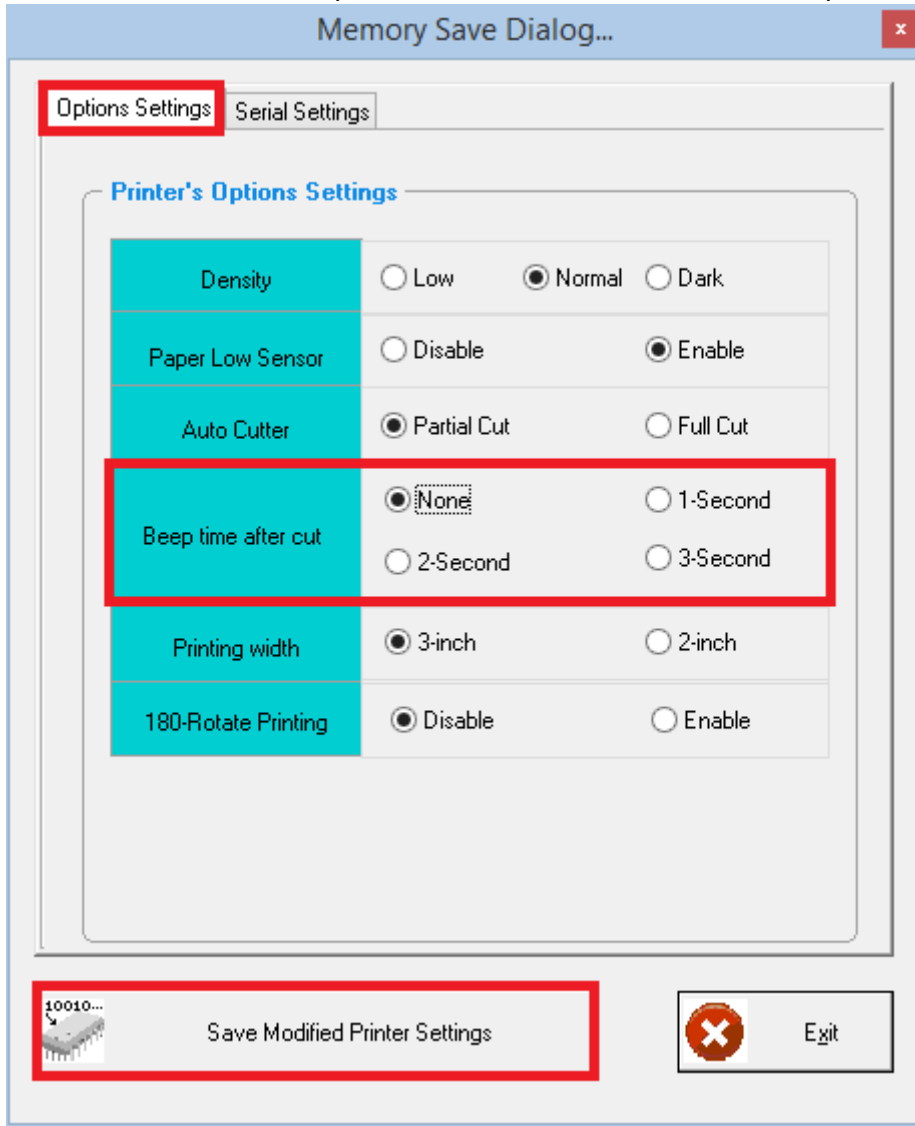 Memory Save Dialog...
x
Options Settings Serial Settings
Printer's Options Settings
Density Low Normal Dark
Paper Low Sensor Disable Enable
Auto Cutter Partial Cut Full Cut
Beep time after cut None 1-Second
2-Second 3-Second
Printing width 3-inch 2-inch
180-Rotate Printing Disable Enable
10010...
Save Modified Printer Settings Exit